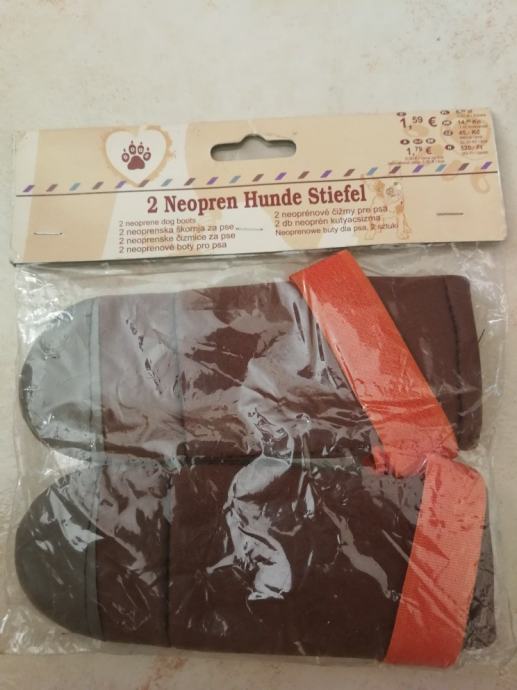 1,59 €
1,79 €
45,- Kč
2 Neopren Hunde Stiefel
2 neoprene dog boots
2 neoprenska škornja za pse
2 neoprenske čizmice za pse
2 neoprenové boty pro psa
2 neoprénové čižmy pre psa
2 db neoprén kutyacsizma
Neoprenowe buty dla psa, 2 sztuki